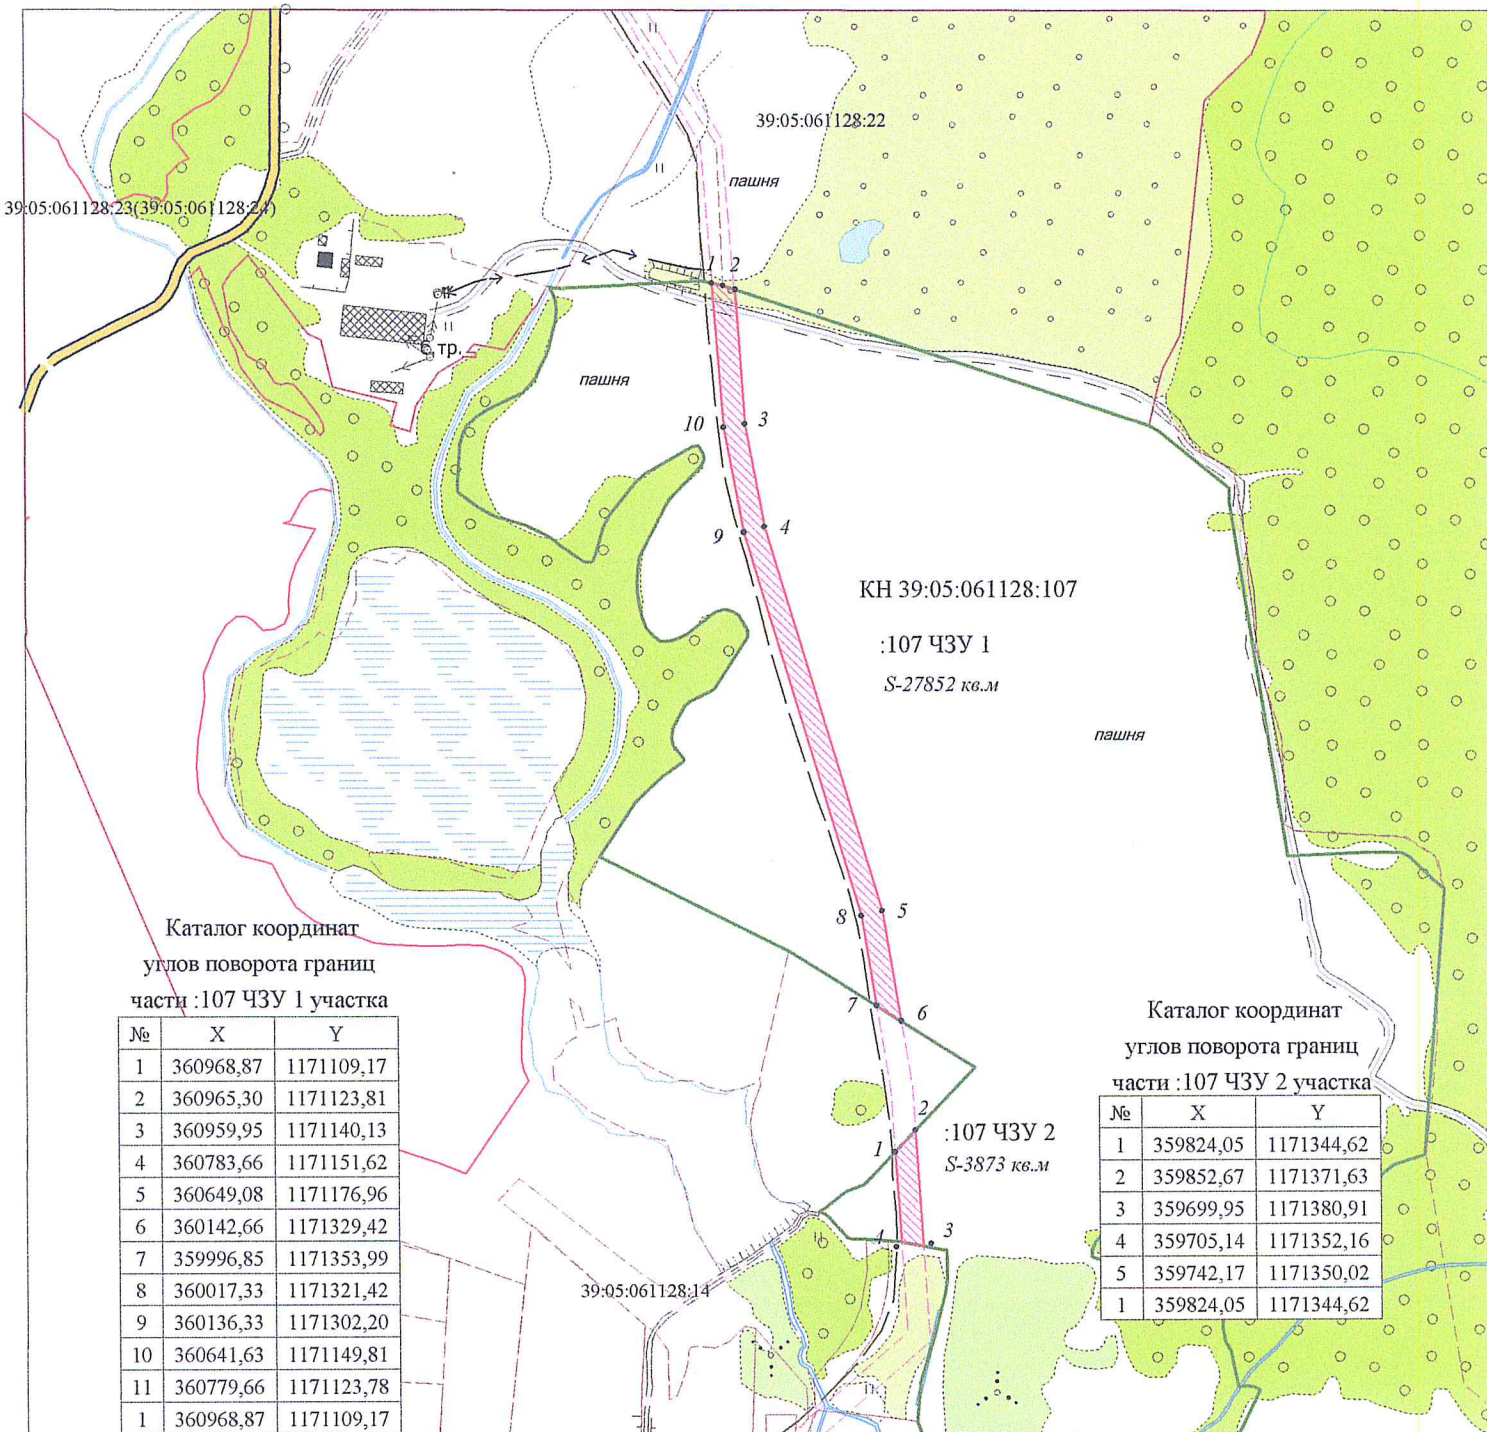 39:05:061128:22
пашня
39:05:061128:23(39:05:061128:24)
1
2
С.тр.
пашня
10
3
9
4
КН 39:05:061128:107
:107 ЧЗУ 1
S-27852 кв.м
пашня
8
5
7
6
Каталог координат
углов поворота границ
части :107 ЧЗУ 1 участка
№ X Y
1 360968,87 1171109,17
2 360965,30 1171123,81
3 360959,95 1171140,13
4 360783,66 1171151,62
5 360649,08 1171176,96
6 360142,66 1171329,42
7 359996,85 1171353,99
8 360017,33 1171321,42
9 360136,33 1171302,20
10 360641,63 1171149,81
11 360779,66 1171123,78
1 360968,87 1171109,17
2
1
:107 ЧЗУ 2
S-3873 кв.м
4
3
39:05:061128:14
Каталог координат
углов поворота границ
части :107 ЧЗУ 2 участка
№ X Y
1 359824,05 1171344,62
2 359852,67 1171371,63
3 359699,95 1171380,91
4 359705,14 1171352,16
5 359742,17 1171350,02
1 359824,05 1171344,62